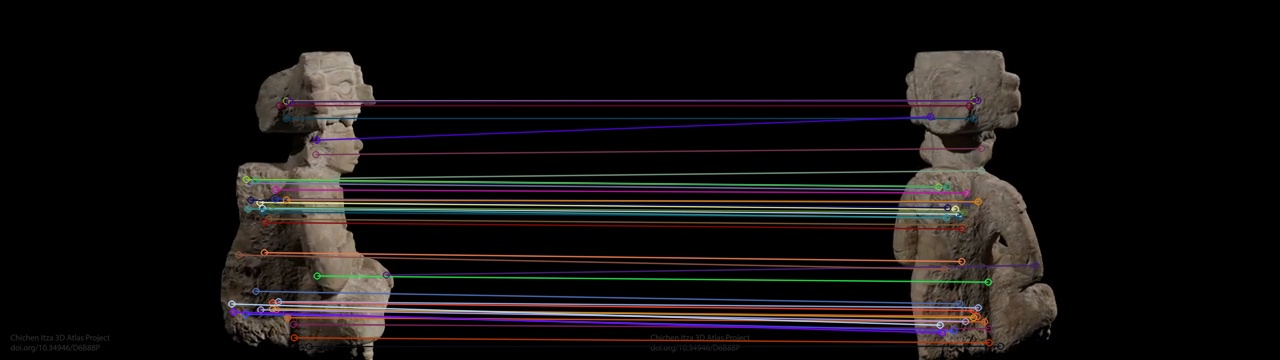 Chichen Itza 3D Atlas Project
doi.org/10.34946/D6B88P
Chichen Itza 3D Atlas Project
doi.org/10.34946/D6B88P